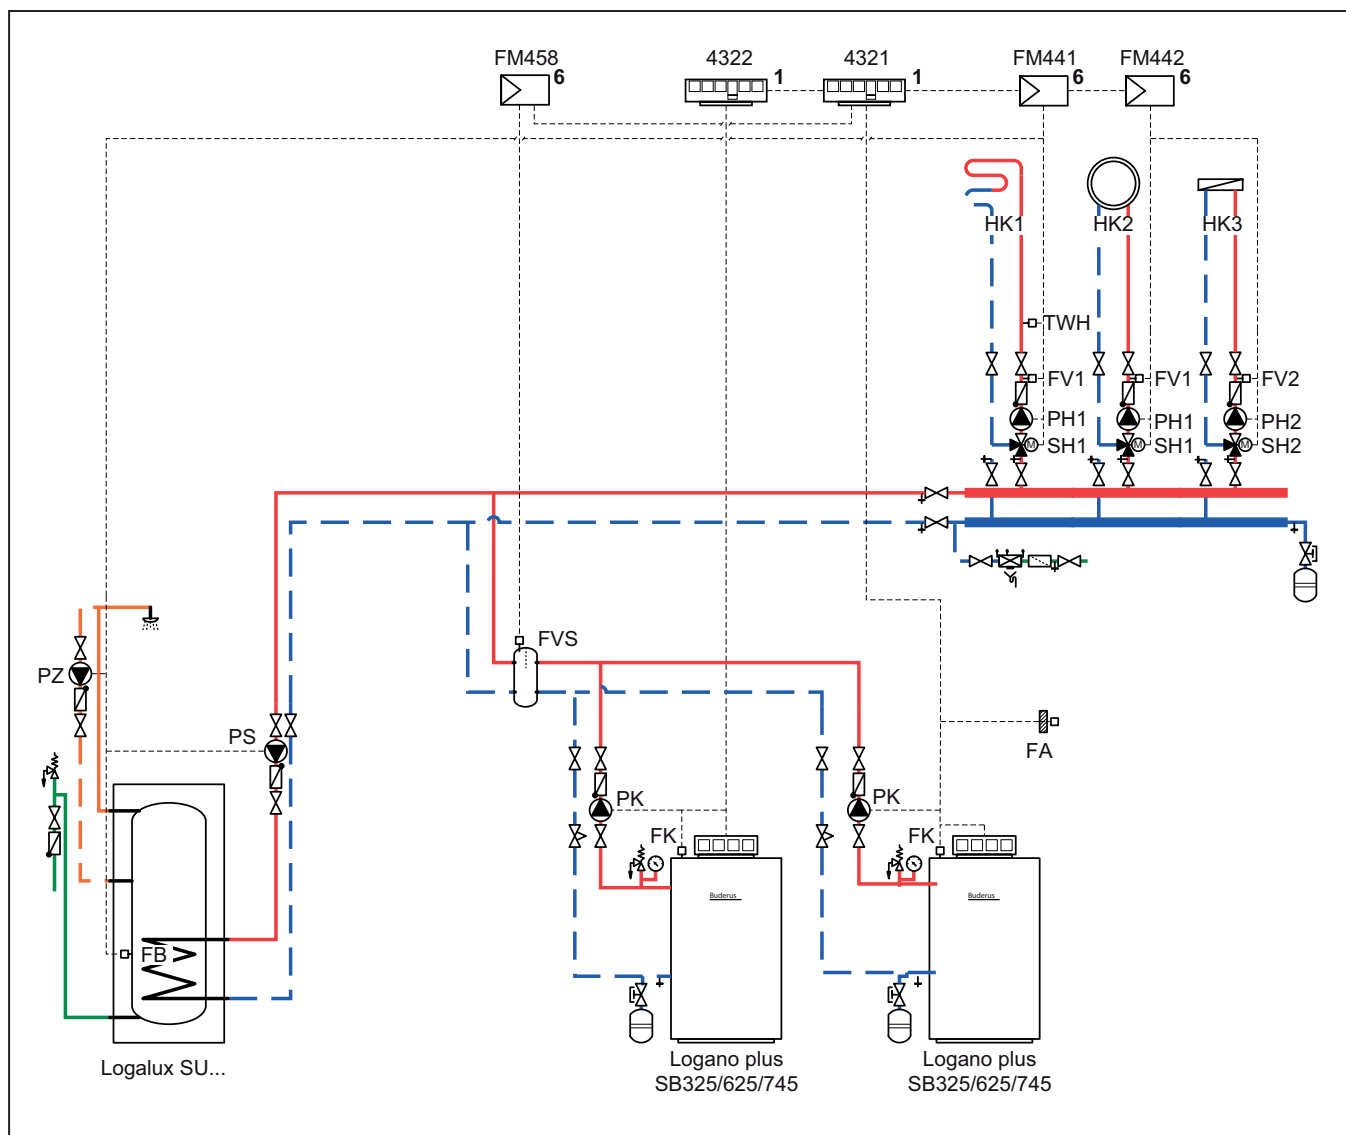 FM458
6
4322
1
4321
1
FM441
6
FM442
6
HK1
HK2
HK3
TWH
FV1
FV1
FV2
PH1
PH1
PH2
SH1
SH1
SH2
M
M
M
FVS
PZ
PS
FA
PK
PK
FK
FK
Buderus
Buderus
FB
Logalux SU...
Logano plus
SB325/625/745
Logano plus
SB325/625/745